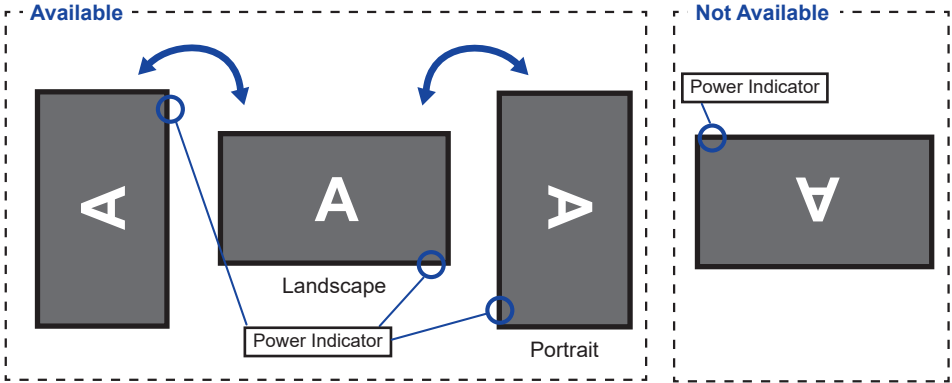 Available
Not Available
Power Indicator
A
A
A
A
Landscape
Power Indicator
Portrait